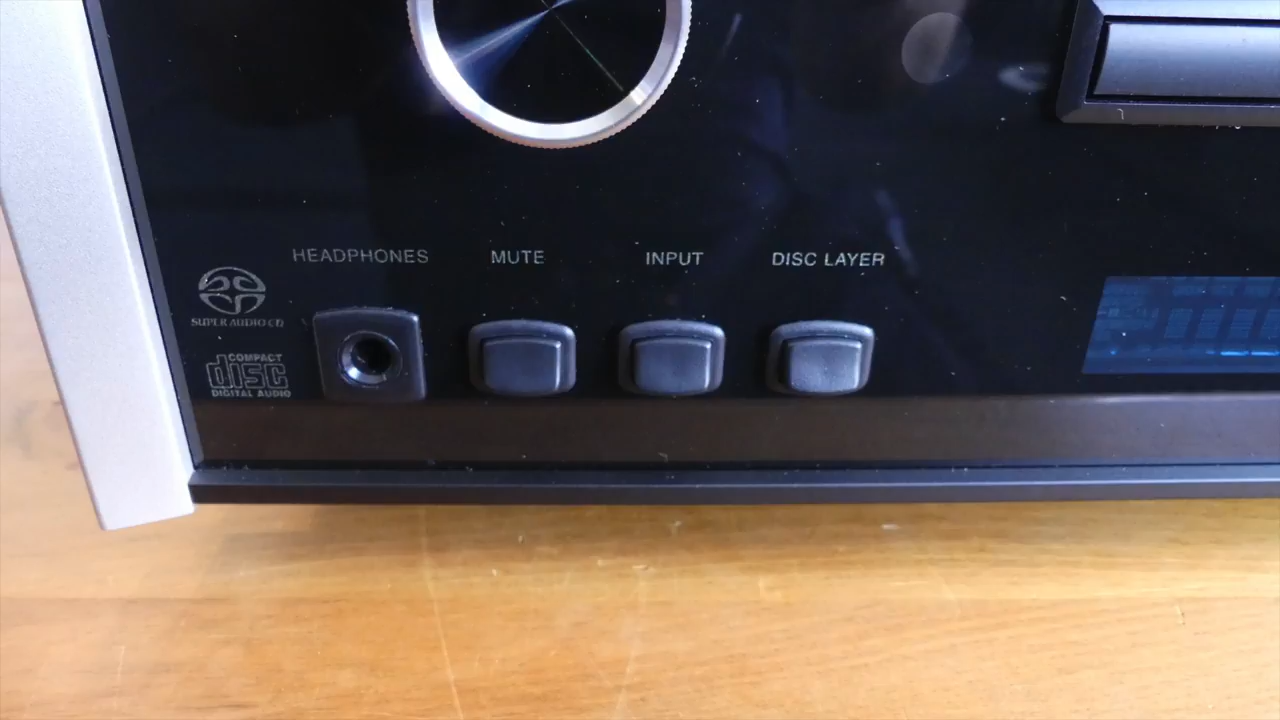 HEADPHONES
MUTE
INPUT
DISC LAYER
SUPER AUDIO CD
COMPACT
disc
DIGITAL AUDIO